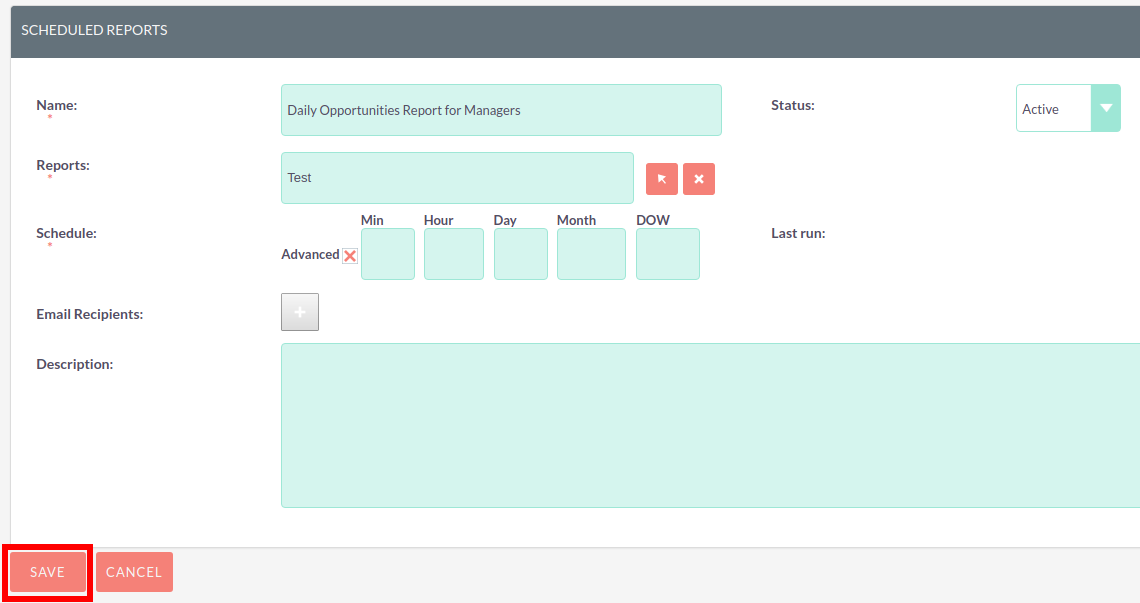 SCHEDULED REPORTS
Name:
*
Daily Opportunities Report for Managers
Status:
Active
Reports:
*
Test
Schedule:
*
Advanced
Min
Hour
Day
Month
DOW
Last run:
Email Recipients:
Description:
SAVE
CANCEL